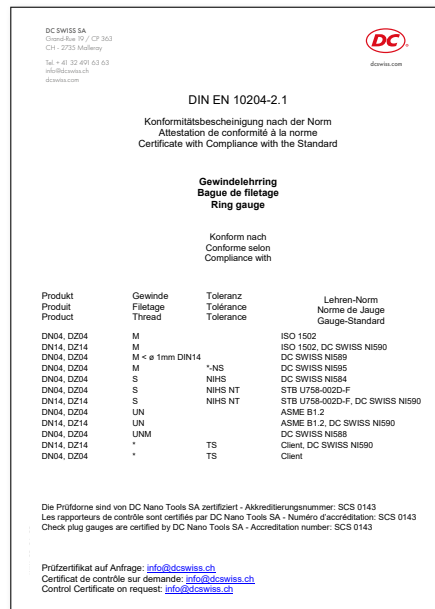 DC SWISS SA
Grand-Rue 19 / CP 363
CH - 2735 Malleray
Tel. + 41 32 491 63 63
info@dcswiss.ch
dcswiss.com
DC
dcswiss.com
DIN EN 10204-2.1
Konformitätsbescheinigung nach der Norm
Attestation de conformité à la norme
Certificate with Compliance with the Standard
Gewindelehrring
Bague de filetage
Ring gauge
Konform nach
Conforme selon
Compliance with
Produkt Gewinde Toleranz Lehren-Norm
Produit Filetage Tolérance Norme de Jauge
Product Thread Tolerance Gauge-Standard
DN04, DZ04 M ISO 1502
DN14, DZ14 M ISO 1502, DC SWISS NI590
DN04, DZ04 M < ø 1mm DIN14 DC SWISS NI589
DN04, DZ04 M *-NS DC SWISS NI595
DN04, DZ04 S NIHS DC SWISS NI584
DN04, DZ04 S NIHS NT STB U758-002D-F
DN14, DZ14 S NIHS NT STB U758-002D-F, DC SWISS NI590
DN04, DZ04 UN ASME B1.2
DN14, DZ14 UN ASME B1.2, DC SWISS NI590
DN04, DZ04 UNM DC SWISS NI588
DN14, DZ14 * TS Client, DC SWISS NI590
DN04, DZ04 * TS Client
Die Prüfdorne sind von DC Nano Tools SA zertifiziert - Akkreditierungsnummer: SCS 0143
Les rapporteurs de contrôle sont certifiés par DC Nano Tools SA - Numéro d'accréditation: SCS 0143
Check plug gauges are certified by DC Nano Tools SA - Accreditation number: SCS 0143
Prüfzertifikat auf Anfrage: info@dcswiss.ch
Certificat de contrôle sur demande: info@dcswiss.ch
Control Certificate on request: info@dcswiss.ch